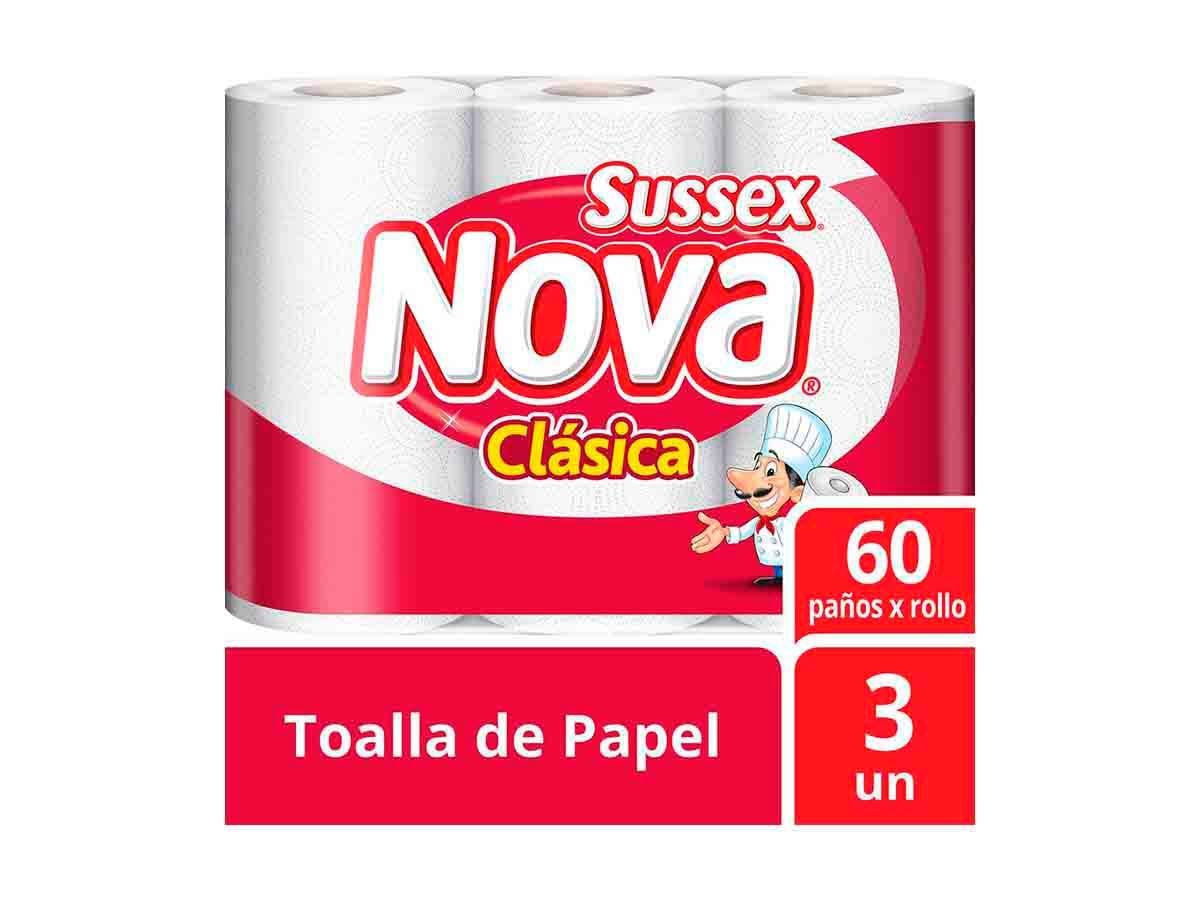 Sussex®
Nova®
Clásica
60
paños x rollo
Toalla de Papel
3
un